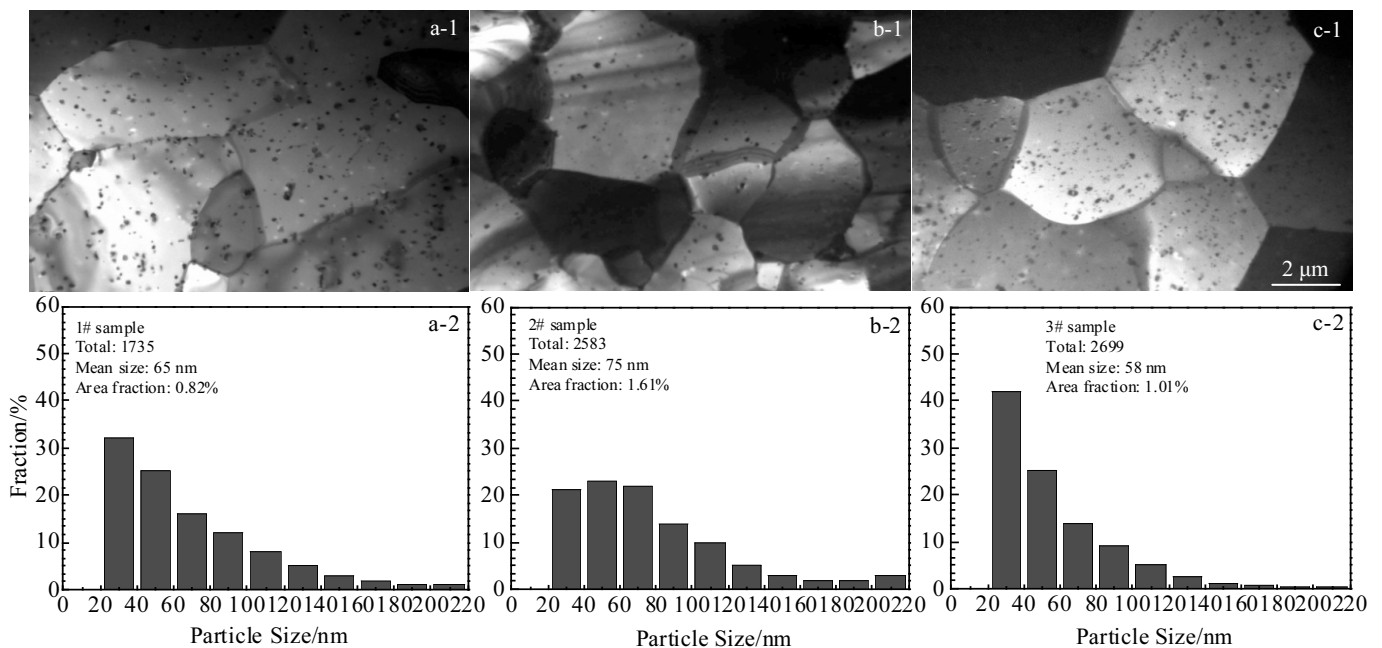 a-1
b-1
c-1
2 μm
60
50
40
30
20
10
0
Fraction/%
1# sample
Total: 1735
Mean size: 65 nm
Area fraction: 0.82%
a-2
0 20 40 60 80 100 120 140 160 180 200 220
Particle Size/nm
60
50
40
30
20
10
0
2# sample
Total: 2583
Mean size: 75 nm
Area fraction: 1.61%
b-2
0 20 40 60 80 100 120 140 160 180 200 220
Particle Size/nm
60
50
40
30
20
10
0
3# sample
Total: 2699
Mean size: 58 nm
Area fraction: 1.01%
c-2
0 20 40 60 80 100 120 140 160 180 200 220
Particle Size/nm